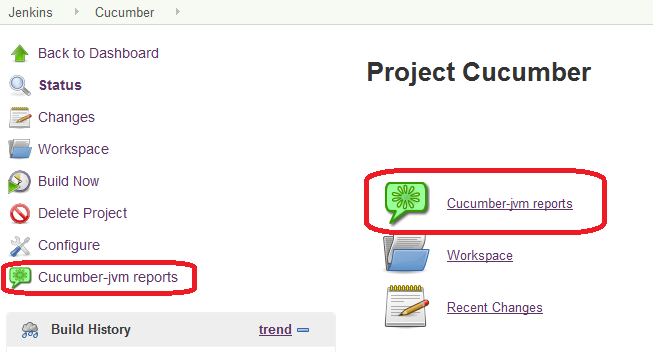 Jenkins Cucumber
Back to Dashboard
Status
Changes
Workspace
Build Now
Delete Project
Configure
Cucumber-jvm reports
Build History trend
Project Cucumber
Cucumber-jvm reports
Workspace
Recent Changes